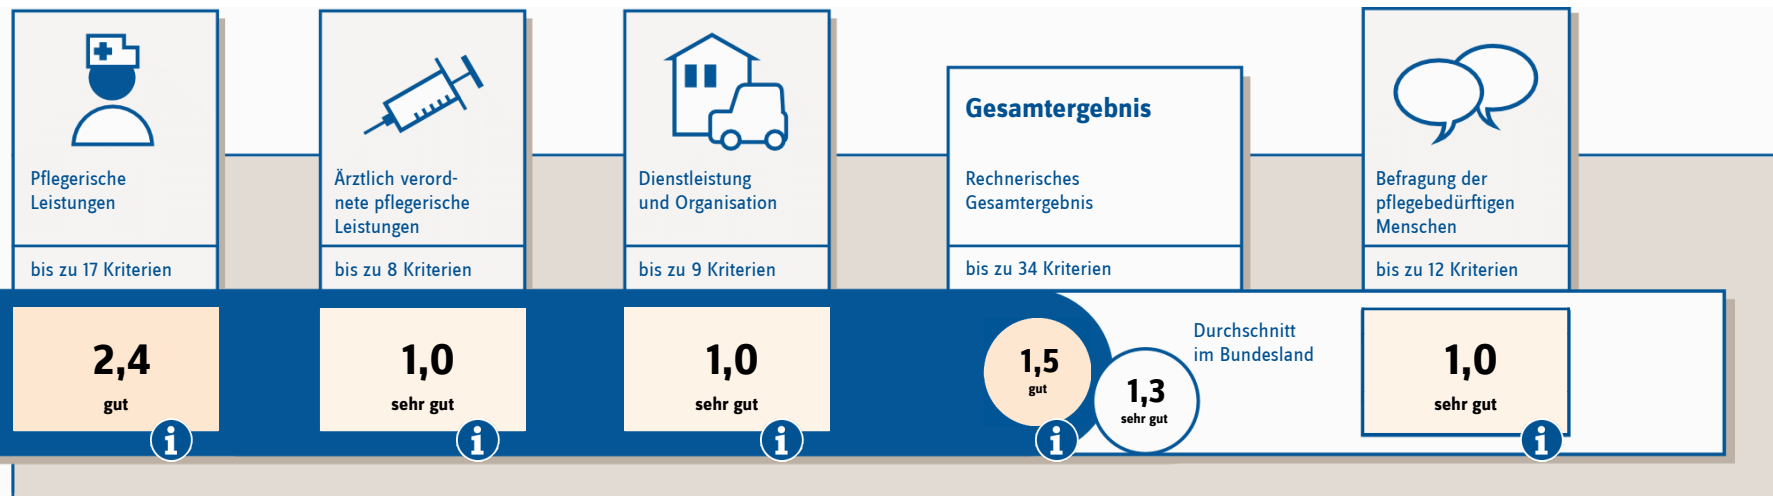 Pflegerische
Leistungen
bis zu 17 Kriterien
2,4
gut
i
Ärztlich verord-
nete pflegerische
Leistungen
bis zu 8 Kriterien
1,0
sehr gut
i
Dienstleistung
und Organisation
bis zu 9 Kriterien
1,0
sehr gut
i
Gesamtergebnis
Rechnerisches
Gesamtergebnis
bis zu 34 Kriterien
1,5
gut
i
1,3
sehr gut
Durchschnitt
im Bundesland
Befragung der
pflegebedürftigen
Menschen
bis zu 12 Kriterien
1,0
sehr gut
i